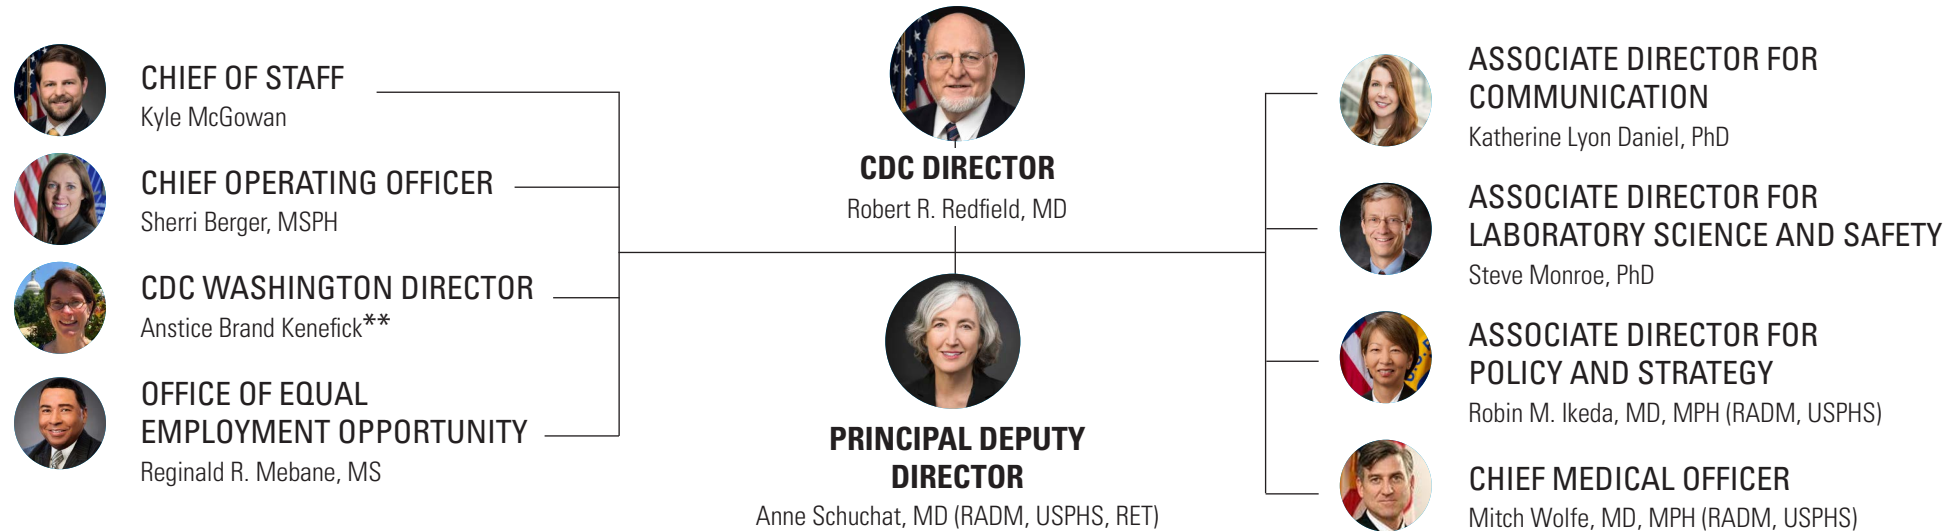 CHIEF OF STAFF
Kyle McGowan
CHIEF OPERATING OFFICER
Sherri Berger, MSPH
CDC WASHINGTON DIRECTOR
Anstice Brand Kenefick**
OFFICE OF EQUAL
EMPLOYMENT OPPORTUNITY
Reginald R. Mebane, MS
CDC DIRECTOR
Robert R. Redfield, MD
PRINCIPAL DEPUTY
DIRECTOR
Anne Schuchat, MD (RADM, USPHS, RET)
ASSOCIATE DIRECTOR FOR
COMMUNICATION
Katherine Lyon Daniel, PhD
ASSOCIATE DIRECTOR FOR
LABORATORY SCIENCE AND SAFETY
Steve Monroe, PhD
ASSOCIATE DIRECTOR FOR
POLICY AND STRATEGY
Robin M. Ikeda, MD, MPH (RADM, USPHS)
CHIEF MEDICAL OFFICER
Mitch Wolfe, MD, MPH (RADM, USPHS)